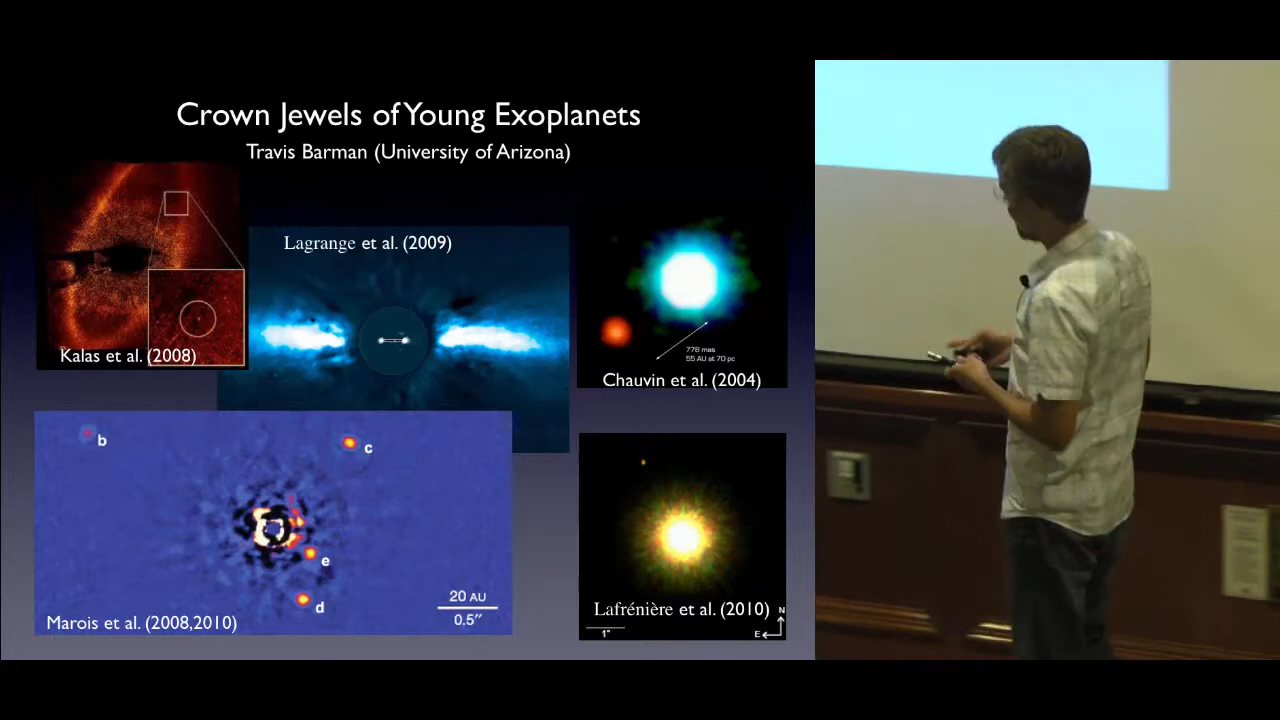 Crown Jewels of Young Exoplanets
Travis Barman (University of Arizona)
Kalas et al. (2008)
Lagrange et al. (2009)
778 mas
55 AU at 70 pc
Chauvin et al. (2004)
b
c
e
d
20 AU
0.5″
Marois et al. (2008,2010)
Lafrénière et al. (2010)
1"
N
E